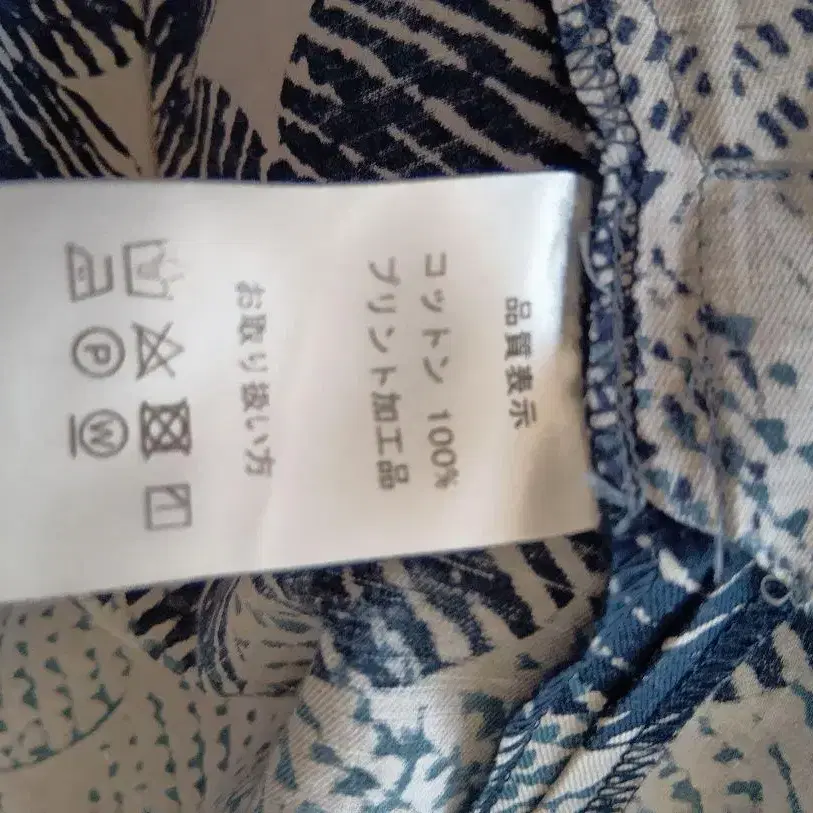 品質表示
コットン 100%
プリント加工品
お取り扱い方
P
W